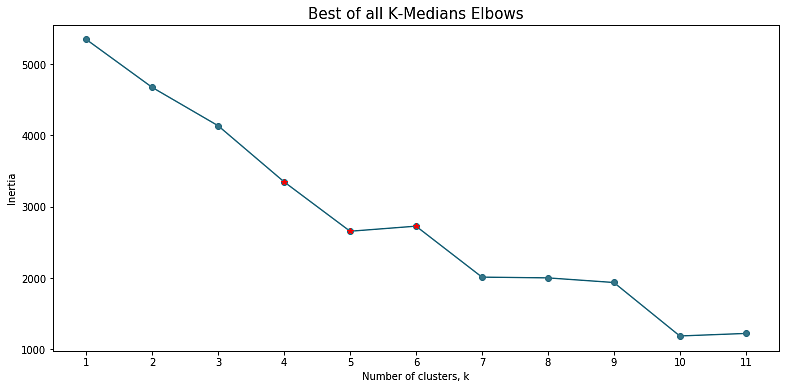 Best of all K-Medians Elbows
Inertia
5000
4000
3000
2000
1000
1 2 3 4 5 6 7 8 9 10 11
Number of clusters, k